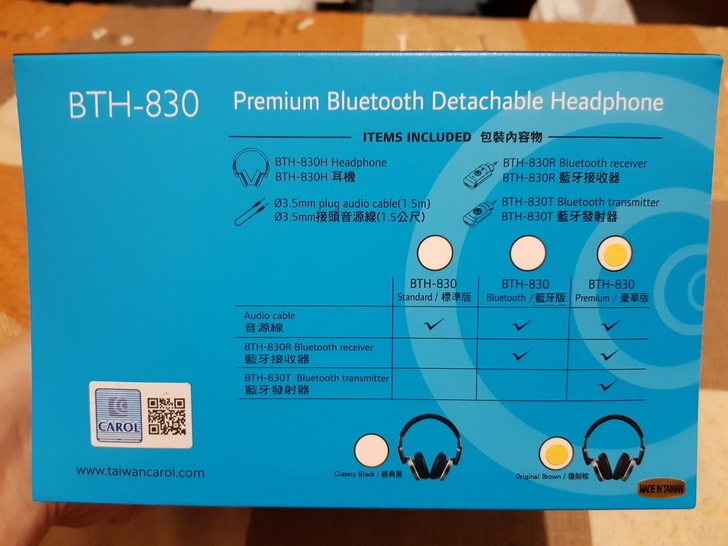 BTH-830 Premium Bluetooth Detachable Headphone
ITEMS INCLUDED 包裝內容物
BTH-830H Headphone
BTH-830H 耳機
Ø3.5mm plug audio cable(1.5m)
Ø3.5mm接頭音源線(1.5公尺)
BTH-830R Bluetooth receiver
BTH-830R 藍牙接收器
BTH-830T Bluetooth transmitter
BTH-830T 藍牙發射器
BTH-830
Standard / 標準版
BTH-830
Bluetooth / 藍牙版
BTH-830
Premium / 豪華版
Audio cable
音源線
BTH-830R Bluetooth receiver
藍牙接收器
BTH-830T Bluetooth transmitter
藍牙發射器
CAROL
www.taiwancarol.com
Classic Black / 經典黑
Original Brown / 復刻棕
MADE IN TAIWAN